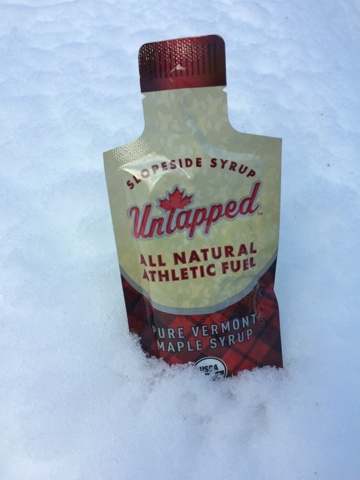 SLOPESIDE SYRUP
UnTapped
ALL NATURAL
ATHLETIC FUEL
PURE VERMONT
MAPLE SYRUP
USDA